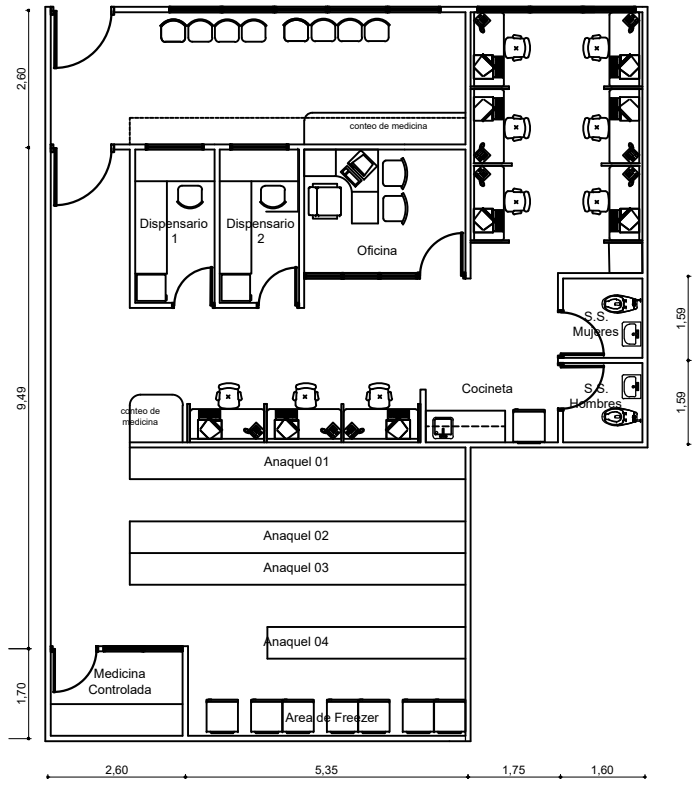 2,60
conteo de medicina
Dispensario
1
Dispensario
2
Oficina
1,59
S.S.
Mujeres
9,49
1,59
Cocineta
S.S.
Hombres
conteo de
medicina
Anaquel 01
Anaquel 02
Anaquel 03
Anaquel 04
1,70
Medicina
Controlada
Area de Freezer
2,60
5,35
1,75
1,60